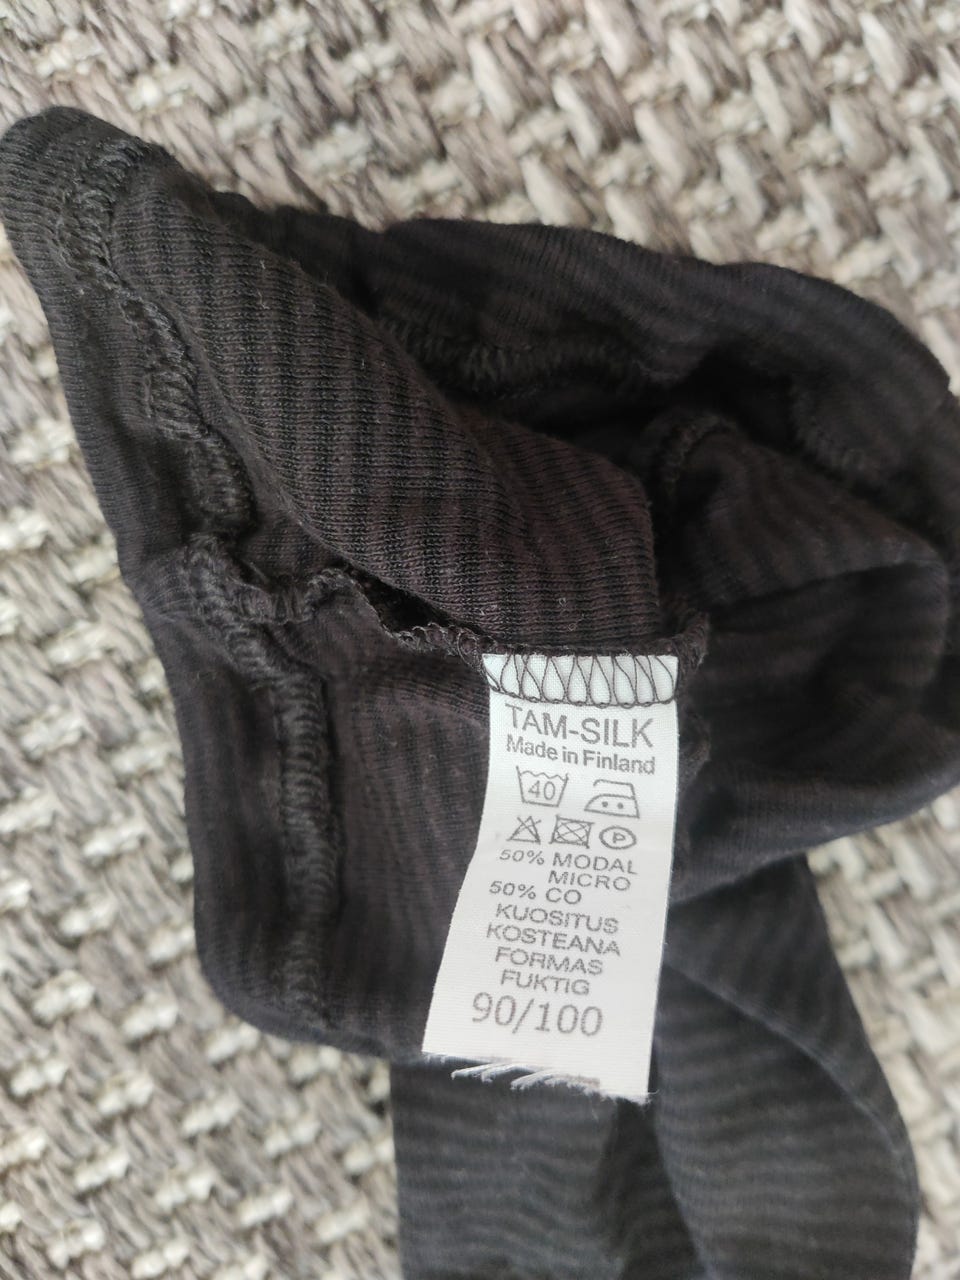 TAM-SILK
Made in Finland
40
P
50% MODAL
MICRO
50% CO
KUOSITUS
KOSTEANA
FORMAS
FUKTIG
90/100